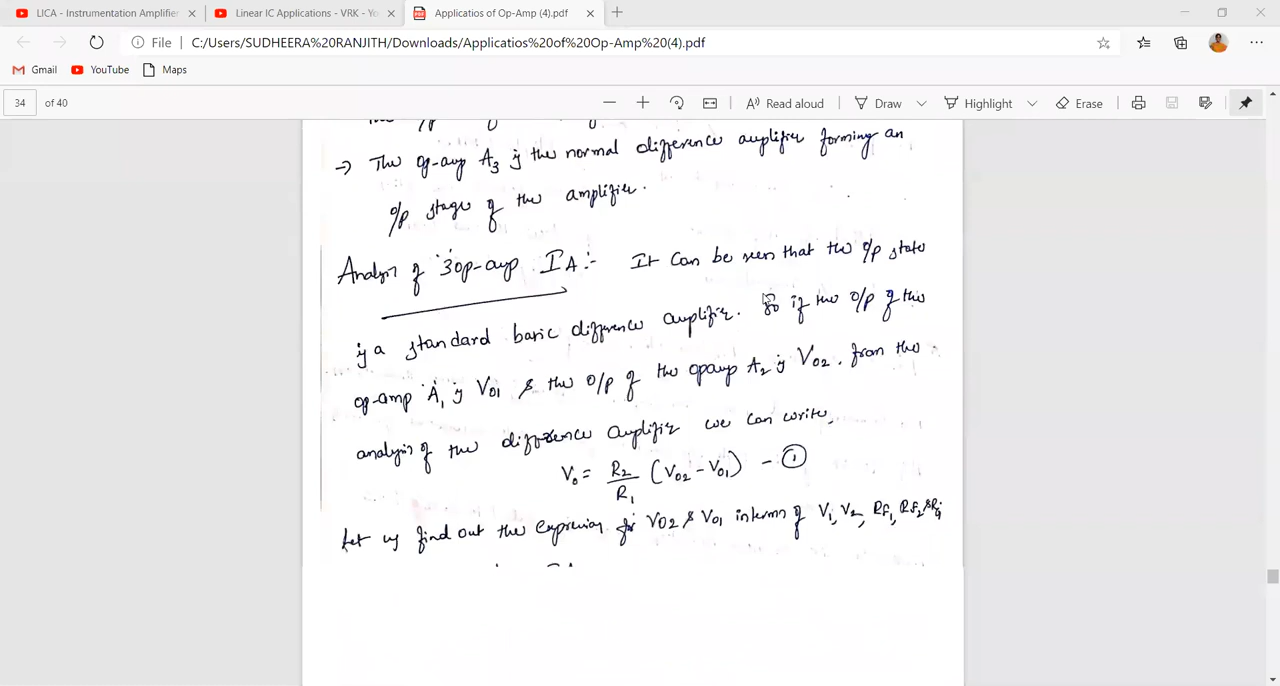 LICA - Instrumentation Amplifier
Linear IC Applications - VRK - Yo
Applicatios of Op-Amp (4).pdf
File
C:/Users/SUDHEERA%20RANJITH/Downloads/Applicatios%20of%20Op-Amp%20(4).pdf
Gmail
YouTube
Maps
34 of 40
Read aloud
Draw
Highlight
Erase
→ The op-amp A3 is the normal difference amplifier forming an
o/p stage of the amplifier.
Analysis of 3 op-amp IA:- It can be seen that the o/p state
is a standard basic difference amplifier. So if the o/p of the
op-amp A1 is V01 & the o/p of the opamp A2 is V02. from the
analysis of the difference amplifier we can write,
V0 = R2/R1 (V02 - V01) - ①
Let us find out the expression for V02 & V01 interms of V1, V2, RF1, RF2 & RG